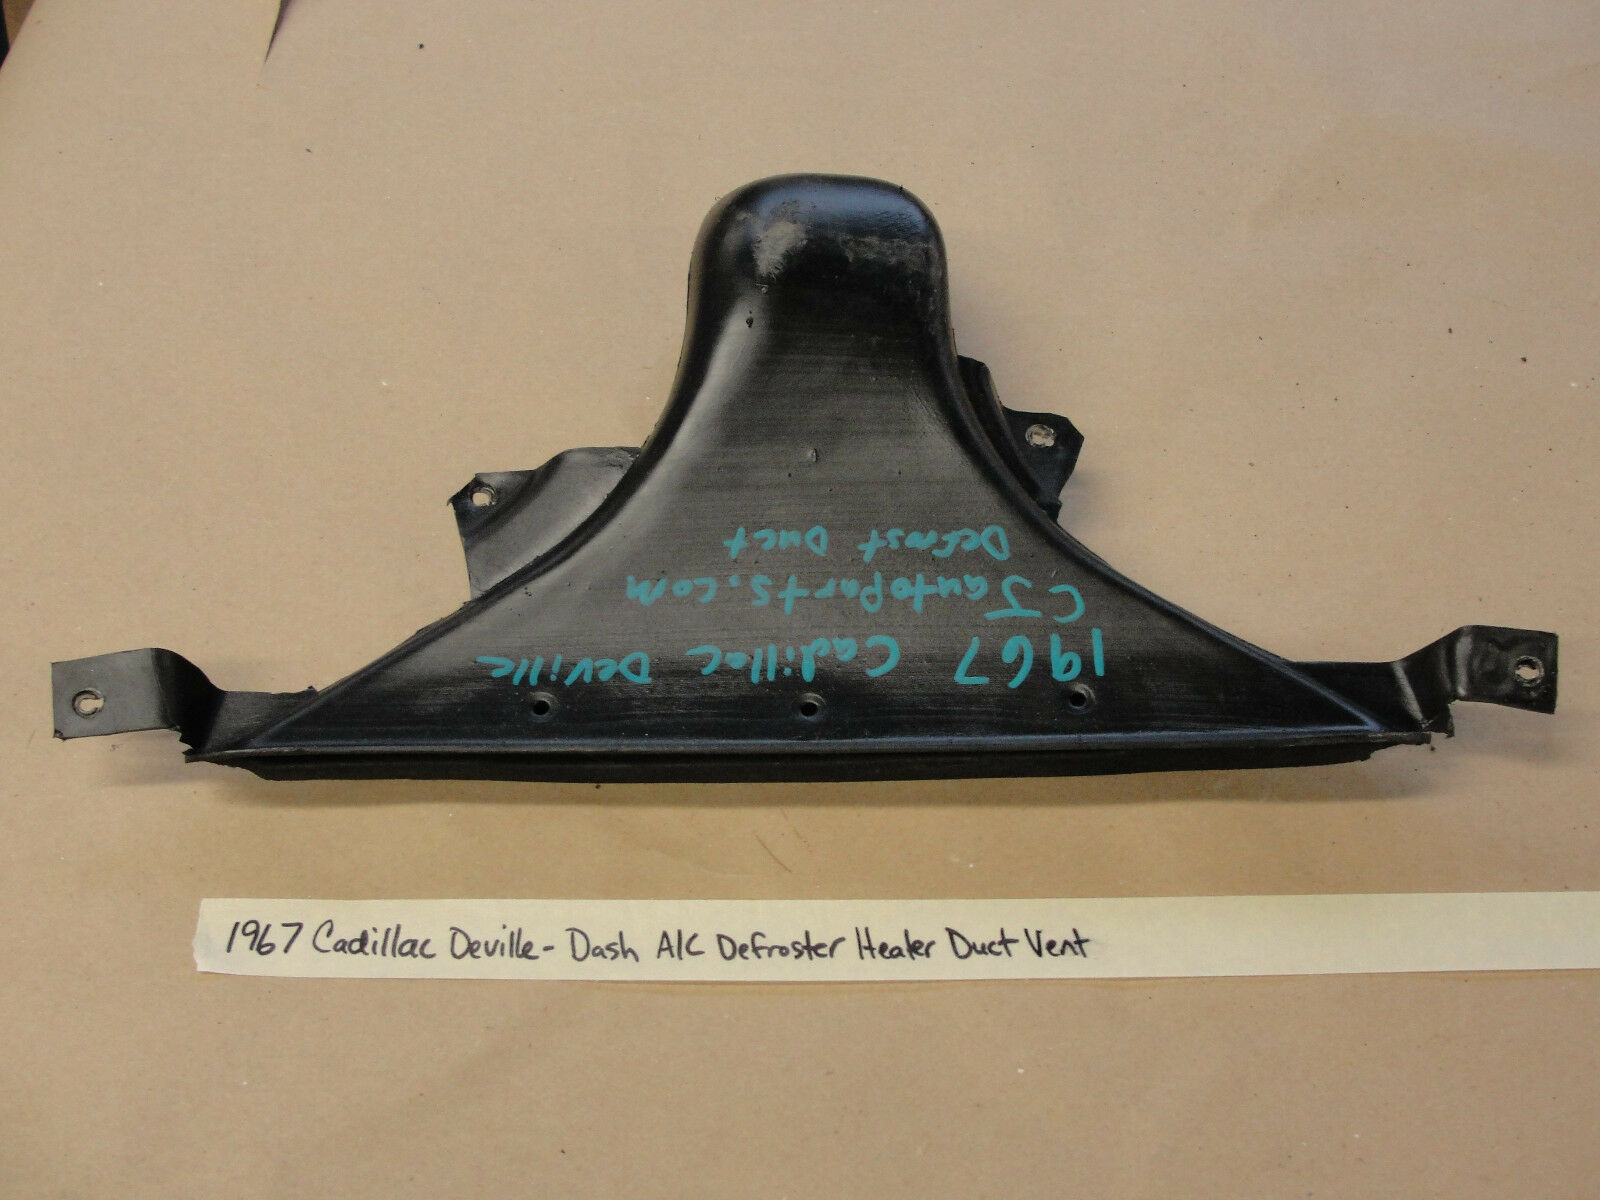 1967 Cadillac Deville
CJautoparts.com
Defrost Duct
1967 Cadillac Deville - Dash A/C Defroster Heater Duct Vent